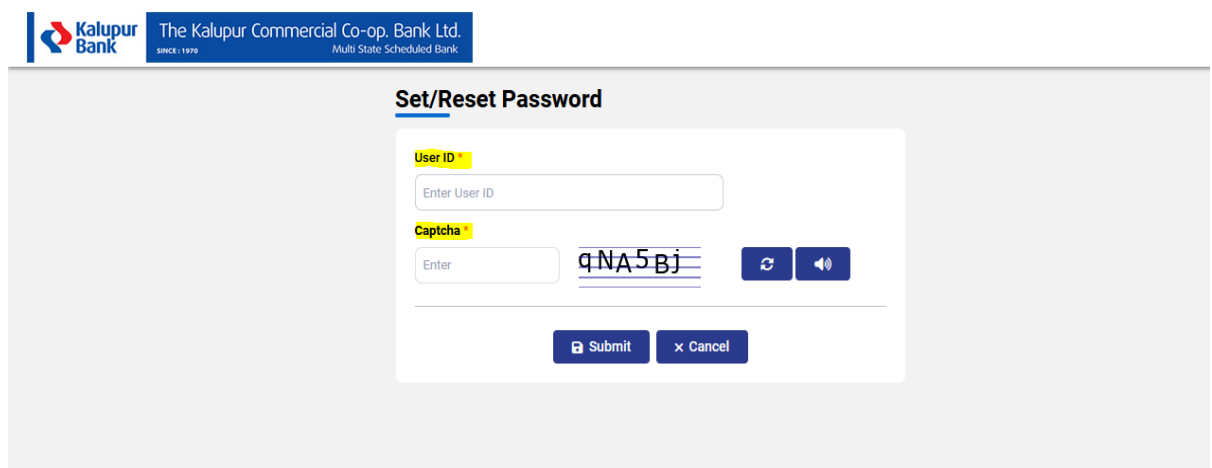 Kalupur
Bank
The Kalupur Commercial Co-op. Bank Ltd.
SINCE : 1970 Multi State Scheduled Bank
Set/Reset Password
User ID *
Enter User ID
Captcha *
Enter qNA5Bj
Submit × Cancel